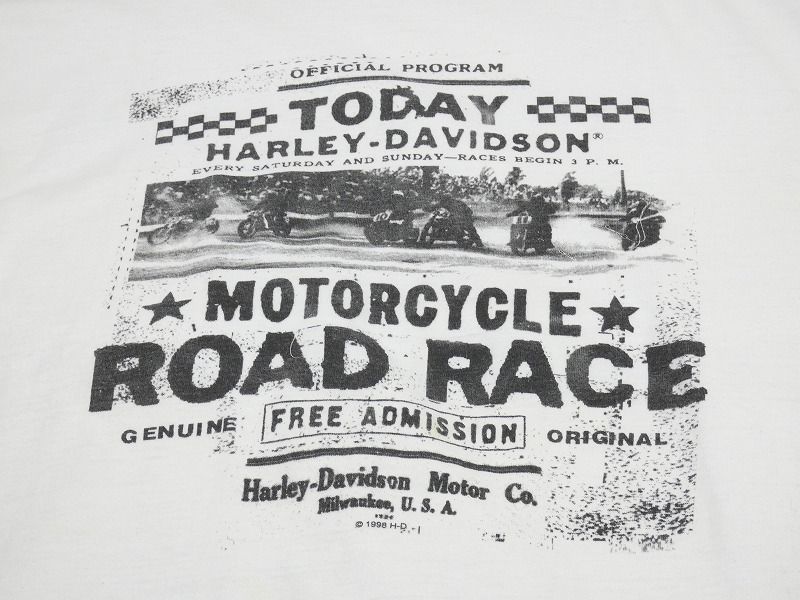 OFFICIAL PROGRAM
TODAY
HARLEY-DAVIDSON®
EVERY SATURDAY AND SUNDAY—RACES BEGIN 3 P. M.
MOTORCYCLE
ROAD RACE
GENUINE FREE ADMISSION ORIGINAL
Harley-Davidson Motor Co.
Milwaukee, U. S. A.
© 1998 H-D